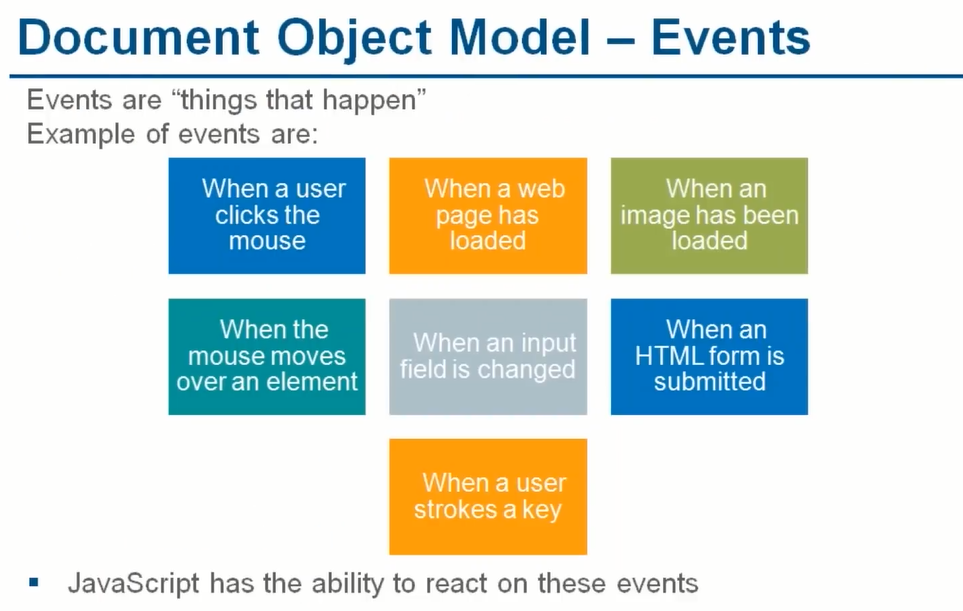 Document Object Model – Events
Events are “things that happen”
Example of events are:
When a user
clicks the
mouse
When a web
page has
loaded
When an
image has been
loaded
When the
mouse moves
over an element
When an input
field is changed
When an
HTML form is
submitted
When a user
strokes a key
▪ JavaScript has the ability to react on these events